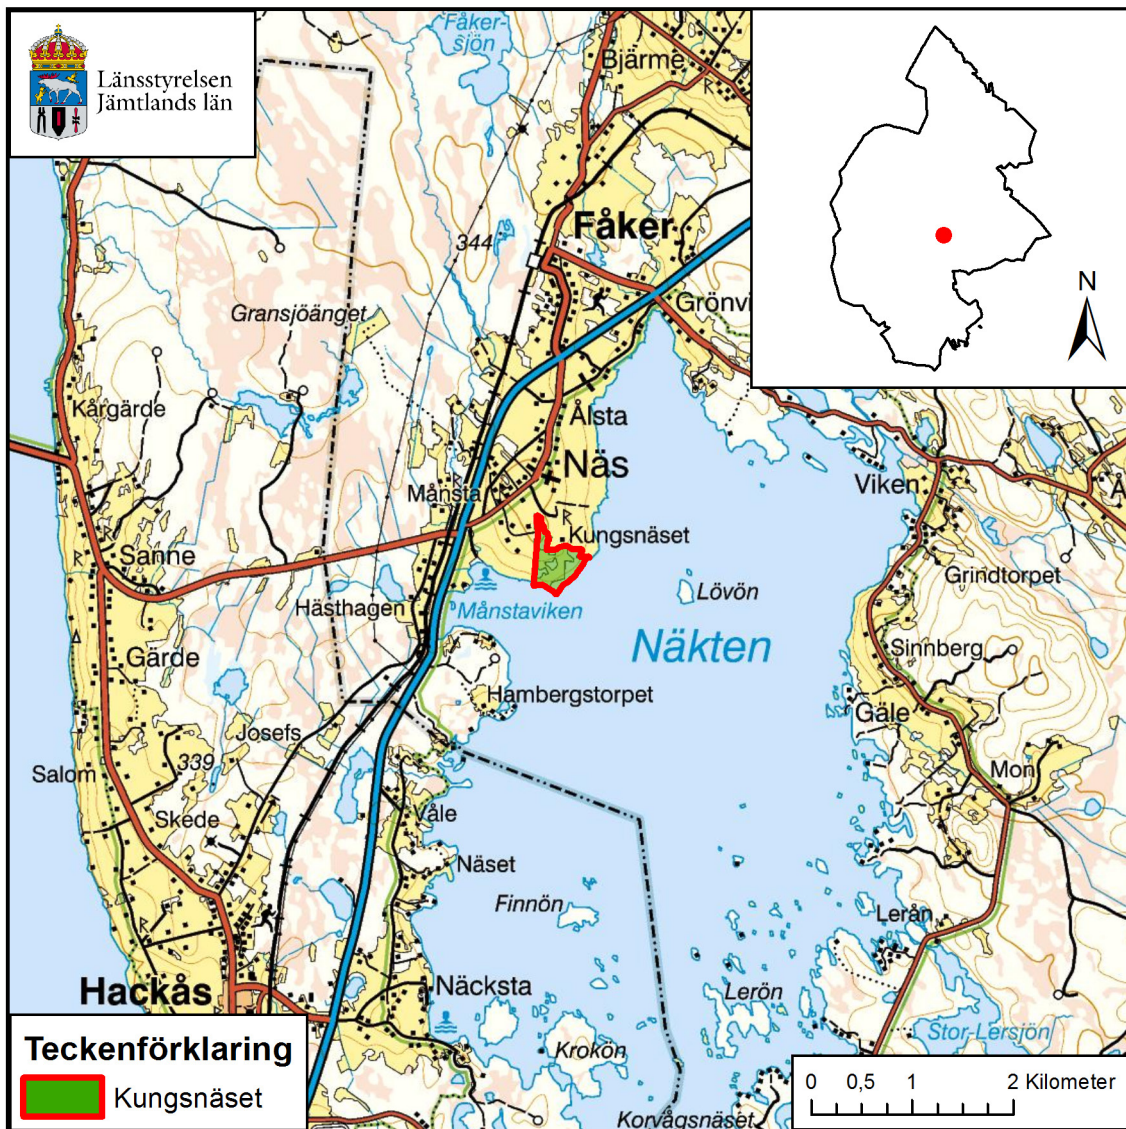 Länsstyrelsen
Jämtlands län
Fåker-
sjön
Bjärme
R
N
Fåker
344
Grönvi
Gransjöänget
Kårgärde
Ålsta
Näs
Viken
Å
Månsta
R
R
Kungsnäset
R
Sanne
R
Grindtorpet
Lövön
Hästhagen
Månstaviken
Näkten
Sinnberg
Gärde
Hambergstorpet
Gäle
Josefs
339
Salom
Mon
Skede
Våle
Näset
Finnön
Lerån
R
Hackås
Näcksta
Lerön
Stor-Lersjön
Krokön
Korvågsnäset
Teckenförklaring
Kungsnäset
0 0,5 1 2 Kilometer